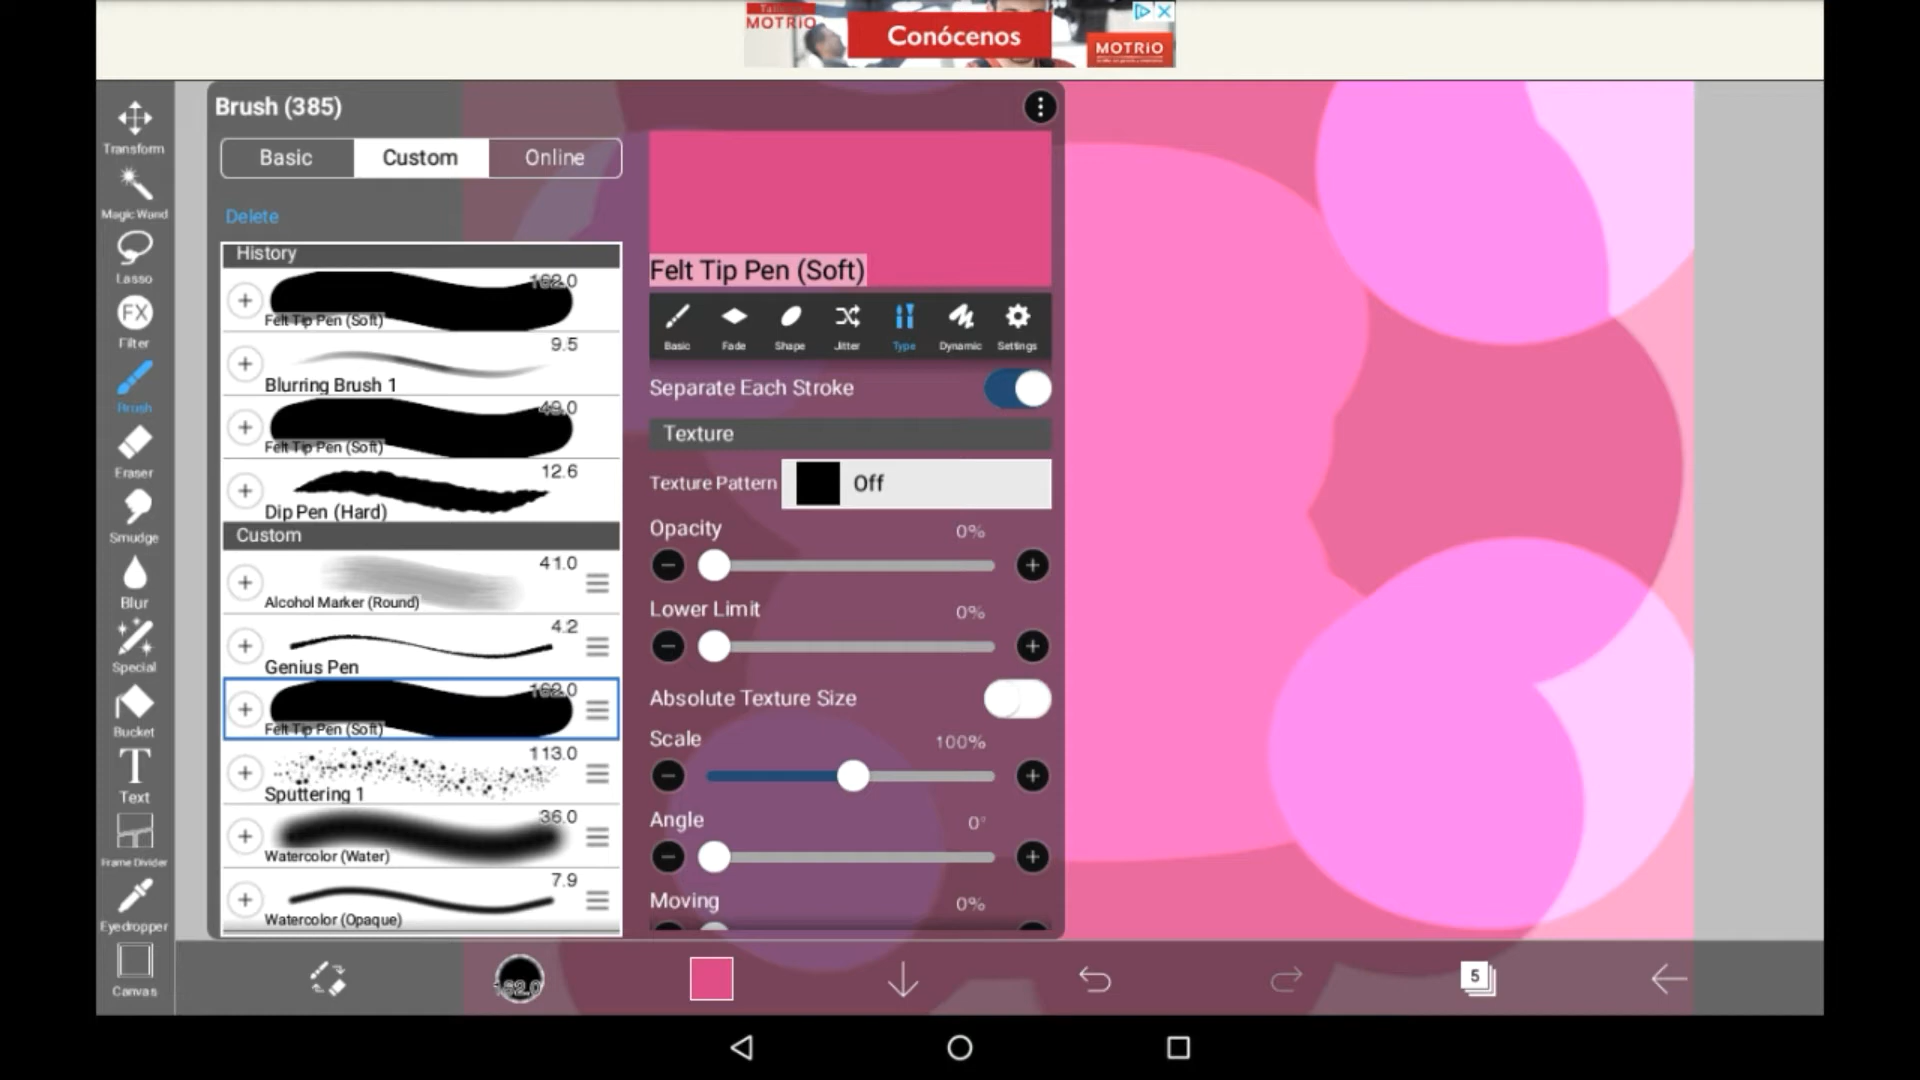 MOTRIO
Conócenos
MOTRIO
Brush (385)
Basic
Custom
Online
Delete
History
162.0
Felt Tip Pen (Soft)
9.5
Blurring Brush 1
49.0
Felt Tip Pen (Soft)
12.6
Dip Pen (Hard)
Custom
41.0
Alcohol Marker (Round)
4.2
Genius Pen
162.0
Felt Tip Pen (Soft)
113.0
Sputtering 1
36.0
Watercolor (Water)
7.9
Watercolor (Opaque)
Felt Tip Pen (Soft)
Basic
Fade
Shape
Jitter
Type
Dynamic
Settings
Separate Each Stroke
Texture
Texture Pattern
Off
Opacity
0%
Lower Limit
0%
Absolute Texture Size
Scale
100%
Angle
0°
Moving
0%
Transform
Magic Wand
Lasso
FX
Filter
Brush
Eraser
Smudge
Blur
Special
Bucket
T
Text
Frame Divider
Eyedropper
Canvas
162.0
5